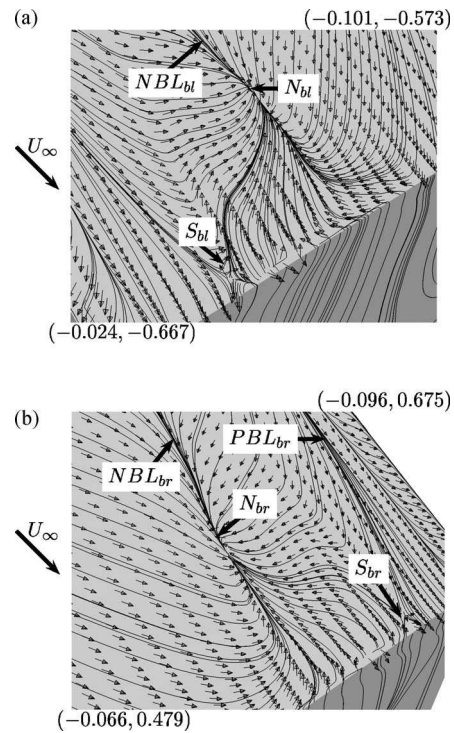 (a)
(−0.101, −0.573)
NBL_bl
N_bl
U_∞
S_bl
(−0.024, −0.667)
(b)
(−0.096, 0.675)
PBL_br
NBL_br
N_br
U_∞
S_br
(−0.066, 0.479)